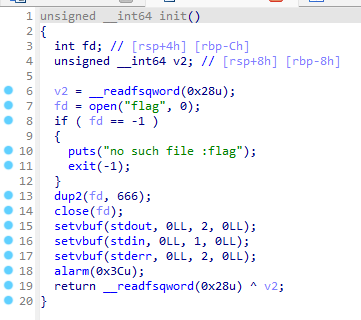 1 unsigned __int64 init()
2 {
3   int fd; // [rsp+4h] [rbp-Ch]
4   unsigned __int64 v2; // [rsp+8h] [rbp-8h]
5
6   v2 = __readfsqword(0x28u);
7   fd = open("flag", 0);
8   if ( fd == -1 )
9   {
10     puts("no such file :flag");
11     exit(-1);
12   }
13   dup2(fd, 666);
14   close(fd);
15   setvbuf(stdout, 0LL, 2, 0LL);
16   setvbuf(stdin, 0LL, 1, 0LL);
17   setvbuf(stderr, 0LL, 2, 0LL);
18   alarm(0x3Cu);
19   return __readfsqword(0x28u) ^ v2;
20 }